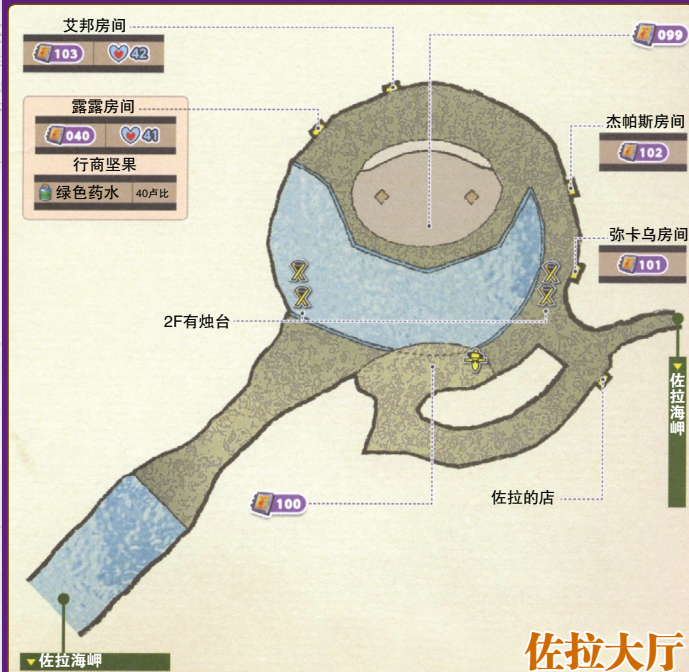 艾邦房间
103 42
099
露露房间
040 41
行商坚果
绿色药水 40卢比
杰帕斯房间
102
弥卡乌房间
101
2F有烛台
佐拉海岬
100
佐拉的店
佐拉海岬
佐拉大厅